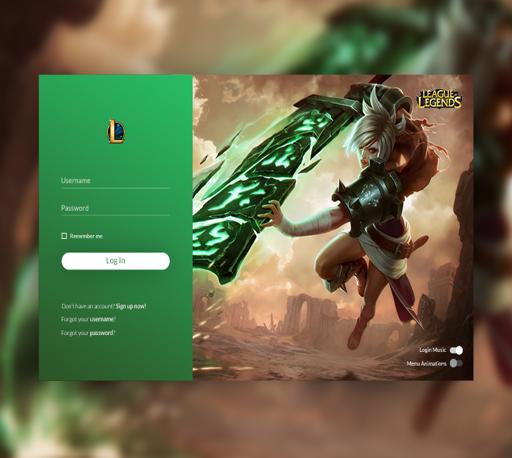 LEAGUE
of
LEGENDS
L
Username
Password
Remember me
Log In
Don't have an account? Sign up now!
Forgot your username?
Forgot your password?
Login Music
Menu Animations